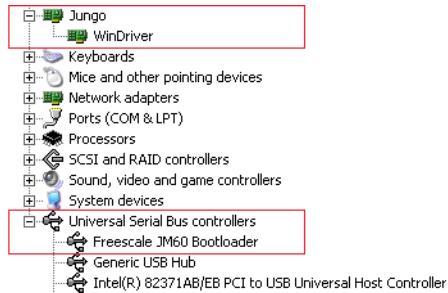 Jungo
WinDriver
Keyboards
Mice and other pointing devices
Network adapters
Ports (COM & LPT)
Processors
SCSI and RAID controllers
Sound, video and game controllers
System devices
Universal Serial Bus controllers
Freescale JM60 Bootloader
Generic USB Hub
Intel(R) 82371AB/EB PCI to USB Universal Host Controller